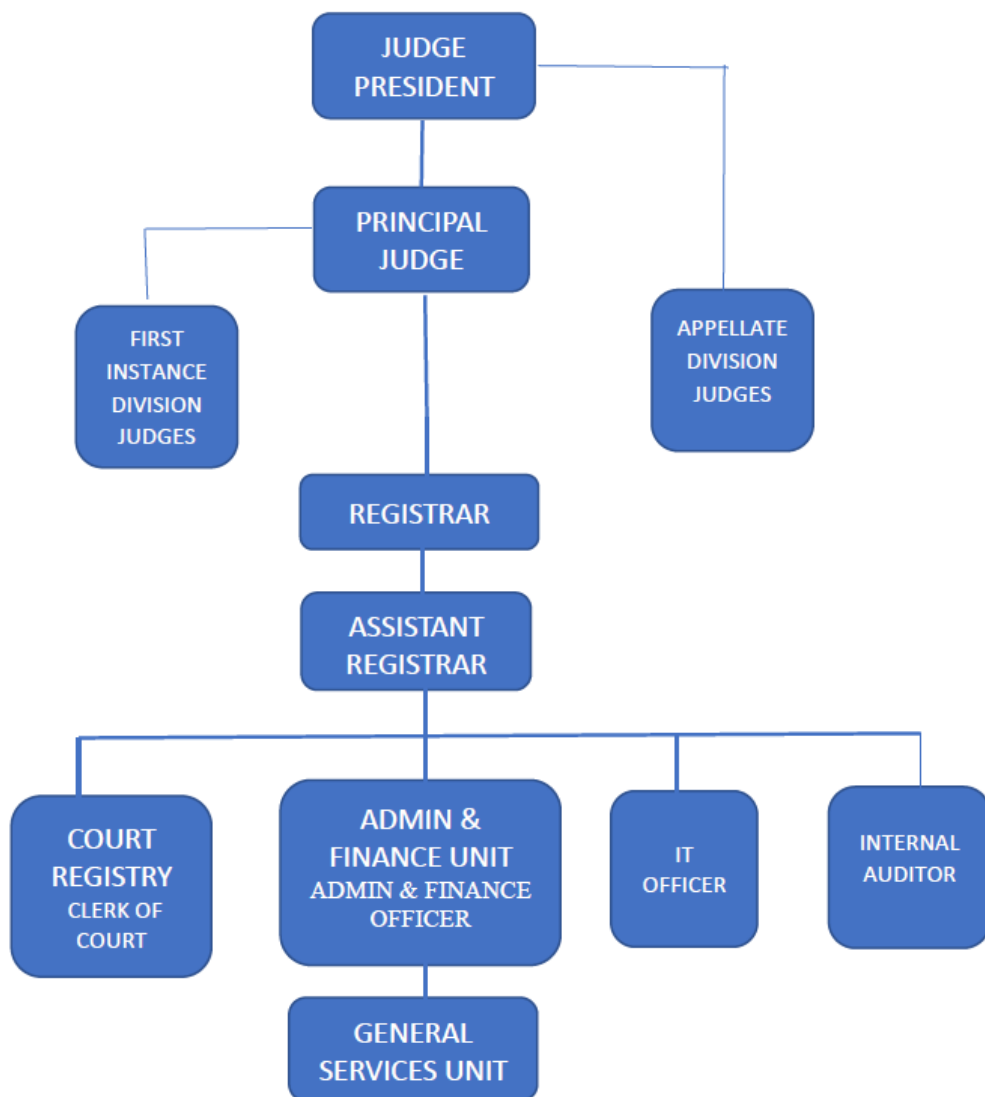 JUDGE
PRESIDENT
PRINCIPAL
JUDGE
FIRST
INSTANCE
DIVISION
JUDGES
APPELLATE
DIVISION
JUDGES
REGISTRAR
ASSISTANT
REGISTRAR
COURT
REGISTRY
CLERK OF
COURT
ADMIN &
FINANCE UNIT
ADMIN & FINANCE
OFFICER
IT
OFFICER
INTERNAL
AUDITOR
GENERAL
SERVICES UNIT